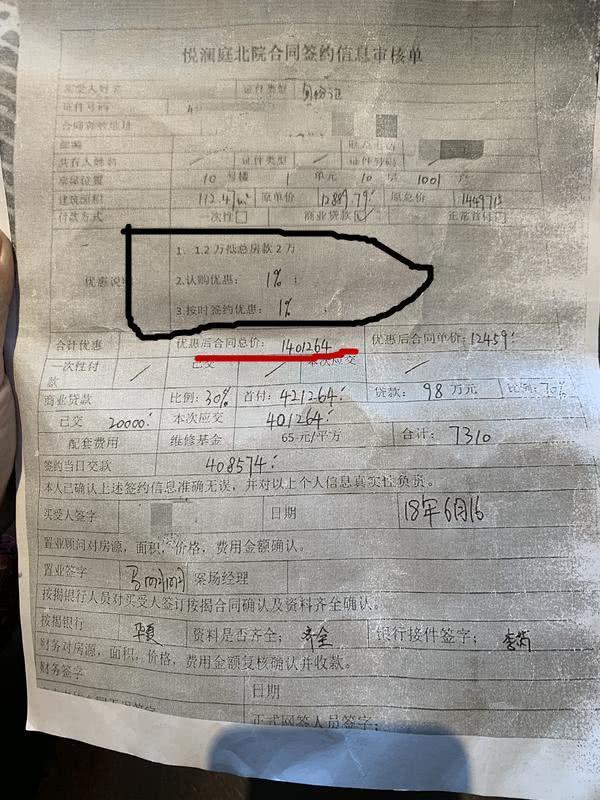 悦澜庭北院合同签约信息审核单
买受人姓名 证件类型 身份证
证件号码
合同有效地址
邮编 联系电话
共有人姓名 / 证件类型 / 证件号码 /
房屋位置 10 号楼 1 单元 10 层 1001 户
建筑面积 112.47㎡ 原单价 12889.79 原总价 1449715
付款方式 一次性□ 商业贷款☑ 正常首付□
优惠说明
1、1.2万抵总房款2万
2.认购优惠: 1% ;
3.按时签约优惠: 1% ;
合计优惠 优惠后合同总价: 1401264 优惠后合同单价: 12459
一次性付款 / 已交 / 本次应交 /
商业贷款 比例: 30% 首付: 421264 贷款: 98 万元 比例: 70%
已交 20000 本次应交 401264
配套费用 维修基金 65元/平方 合计: 7310
签约当日交款 408574
本人已确认上述签约信息准确无误，并对以上个人信息真实性负责。
买受人签字 日期 18年6月16
置业顾问对房源，面积，价格，费用金额确认。
置业签字 案场经理
按揭银行人员对买受人签订按揭合同确认及资料齐全确认。
按揭银行 华夏 资料是否齐全; 齐全 银行接件签字;
财务对房源，面积，价格，费用金额复核确认并收款。
财务签字 日期
正式网签人员签字;